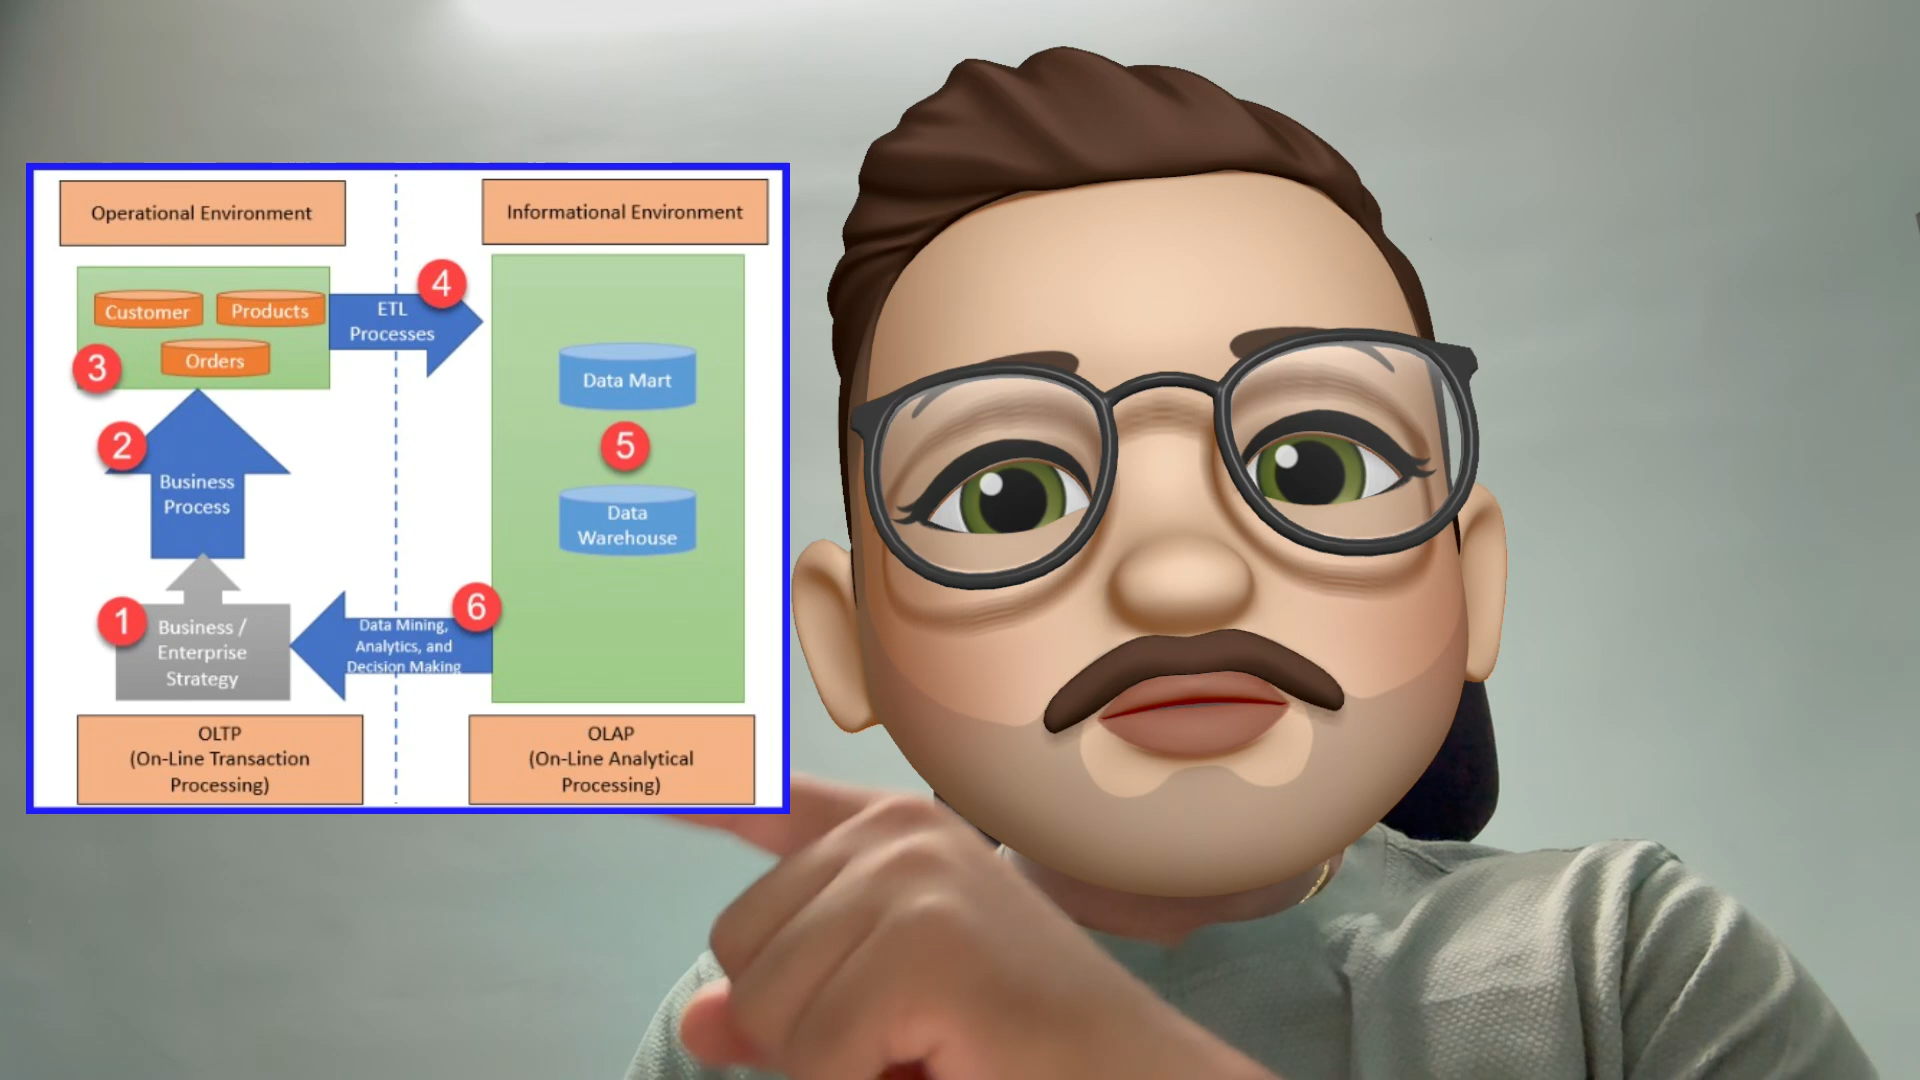 Operational Environment
Informational Environment
Customer
Products
Orders
3
ETL
Processes
4
Data Mart
5
Data
Warehouse
2
Business
Process
1
Business /
Enterprise
Strategy
6
Data Mining,
Analytics, and
Decision Making
OLTP
(On-Line Transaction
Processing)
OLAP
(On-Line Analytical
Processing)